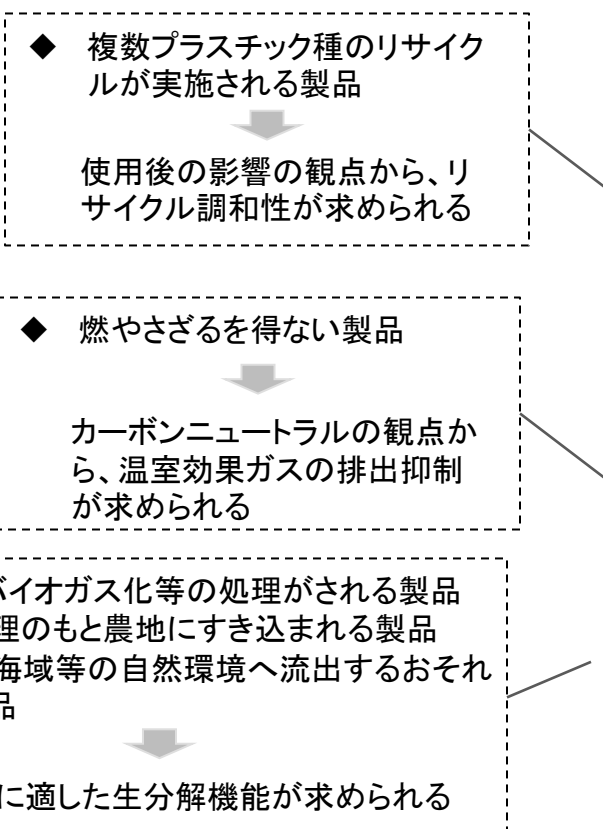 ◆ 複数プラスチック種のリサイク
ルが実施される製品
使用後の影響の観点から、リ
サイクル調和性が求められる
◆ 燃やさざるを得ない製品
カーボンニュートラルの観点か
ら、温室効果ガスの排出抑制
が求められる
バイオガス化等の処理がされる製品
理のもと農地にすき込まれる製品
海域等の自然環境へ流出するおそれ
品
に適した生分解機能が求められる